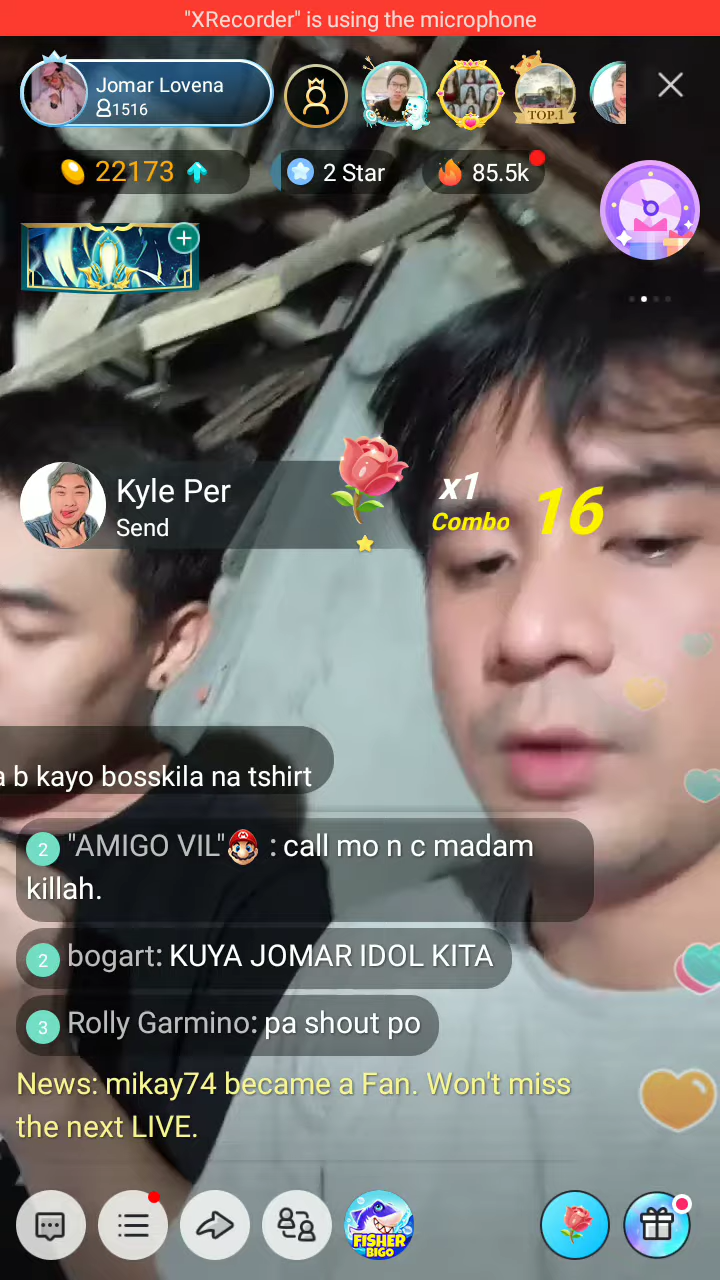 "XRecorder" is using the microphone
Jomar Lovena
1516
TOP.1
22173
2 Star
85.5k
Kyle Per
Send
x1
Combo 16
a b kayo bosskila na tshirt
2 "AMIGO VIL" : call mo n c madam
killah.
2 bogart: KUYA JOMAR IDOL KITA
3 Rolly Garmino: pa shout po
News: mikay74 became a Fan. Won't miss
the next LIVE.
FISHER
BIGO